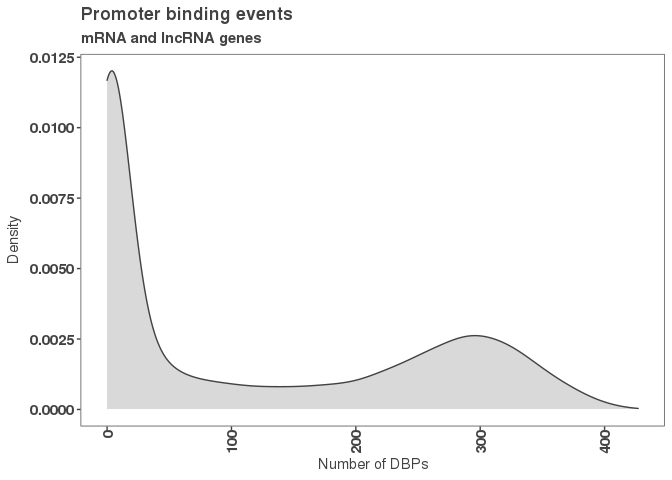 Promoter binding events
mRNA and lncRNA genes
0.0125
0.0100
0.0075
0.0050
0.0025
0.0000
Density
0
100
200
300
400
Number of DBPs